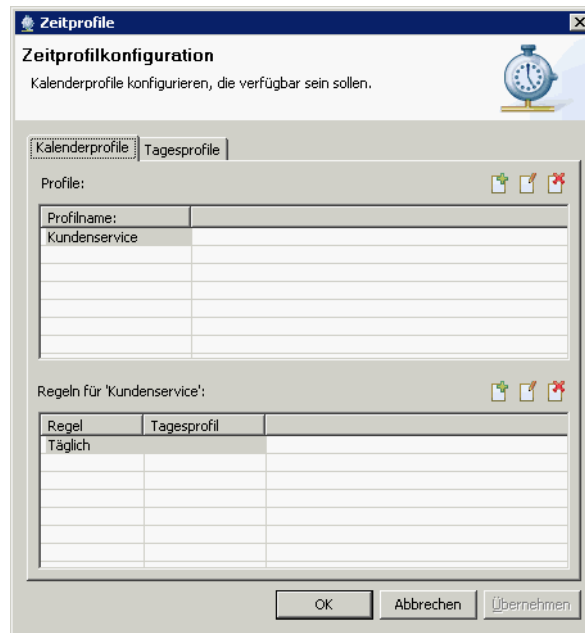 Zeitprofile
Zeitprofilkonfiguration
Kalenderprofile konfigurieren, die verfügbar sein sollen.
Kalenderprofile Tagesprofile
Profile:
Profilname:
Kundenservice
Regeln für 'Kundenservice':
Regel Tagesprofil
Täglich
OK Abbrechen Übernehmen